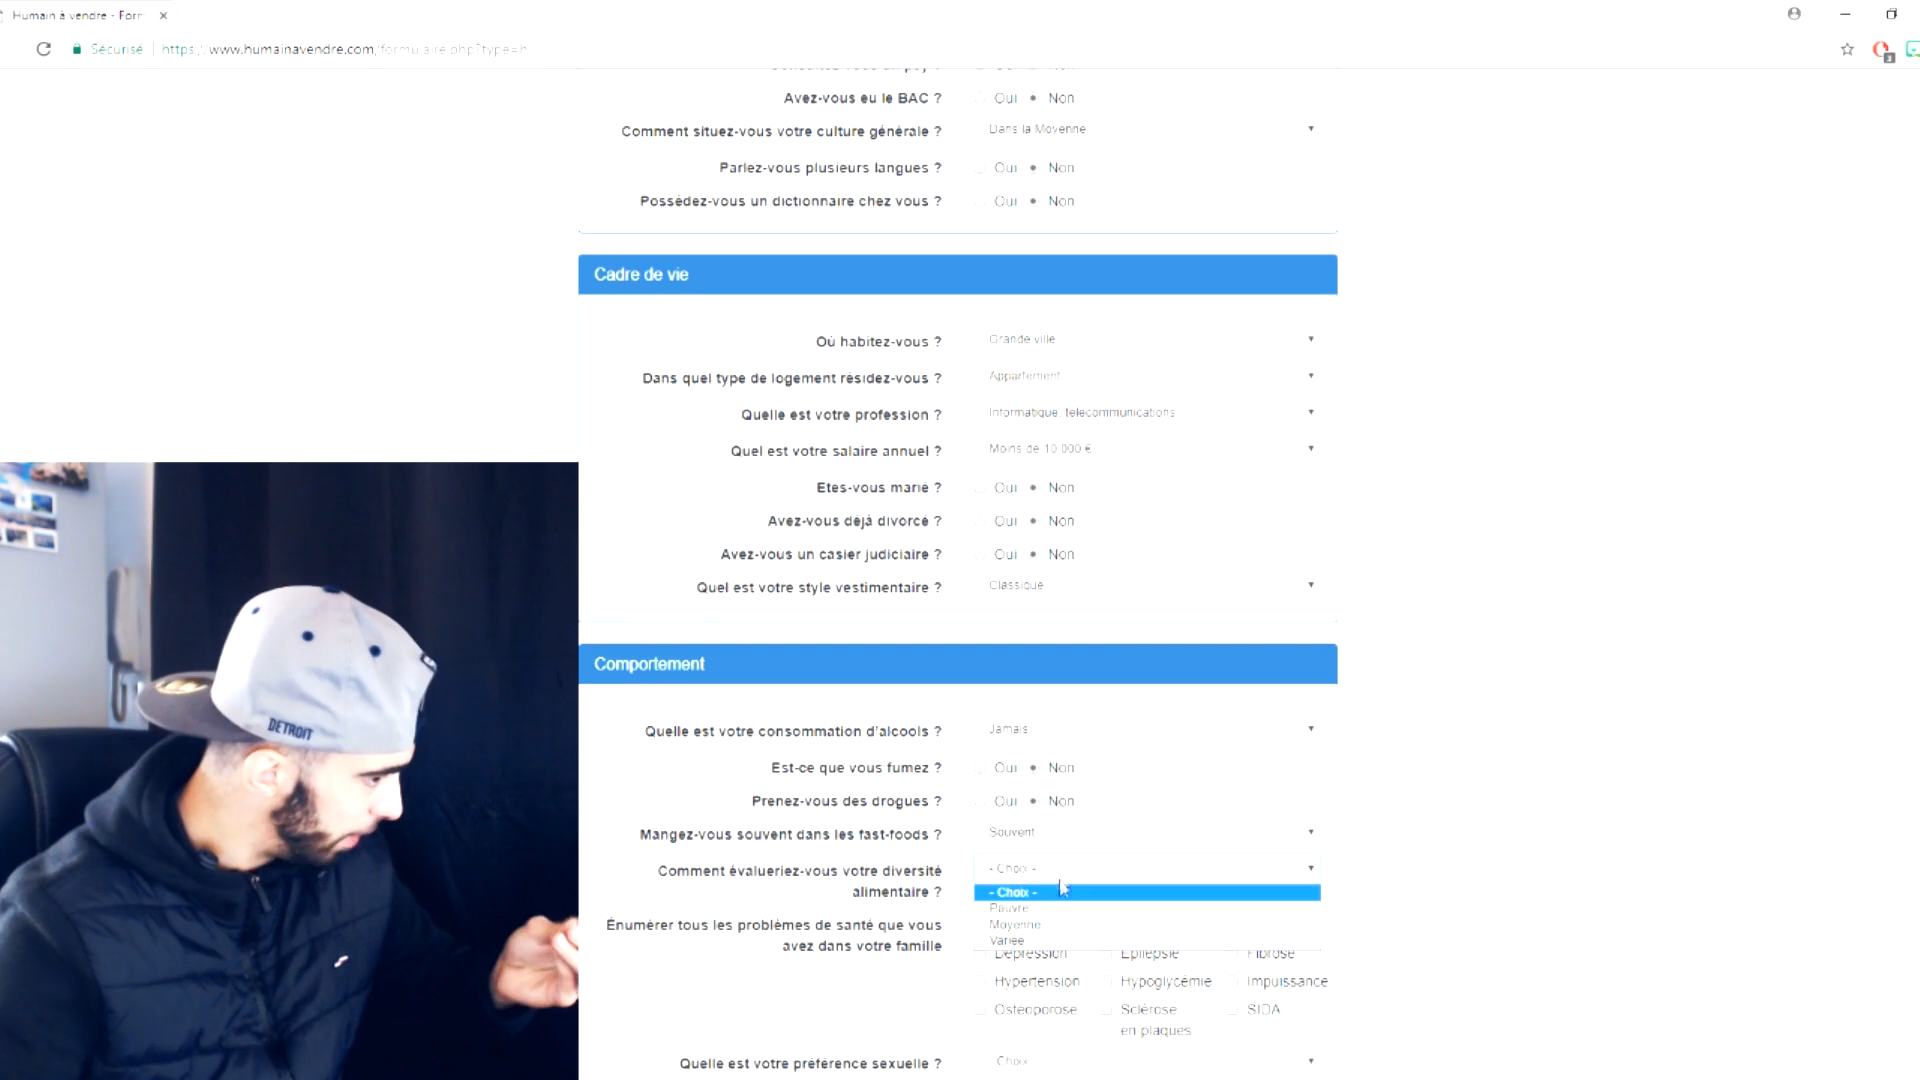 Humain à vendre - Forr
Sécurisé https://www.humainavendre.com/formulaire.php?type=h
Avez-vous eu le BAC ? Oui Non
Comment situez-vous votre culture générale ? Dans la Moyenne
Parlez-vous plusieurs langues ? Oui Non
Possédez-vous un dictionnaire chez vous ? Oui Non
Cadre de vie
Où habitez-vous ? Grande ville
Dans quel type de logement résidez-vous ? Appartement
Quelle est votre profession ? Informatique, télécommunications
Quel est votre salaire annuel ? Moins de 10 000 €
Etes-vous marié ? Oui Non
Avez-vous déjà divorcé ? Oui Non
Avez-vous un casier judiciaire ? Oui Non
Quel est votre style vestimentaire ? Classique
DETROIT
Comportement
Quelle est votre consommation d'alcools ? Jamais
Est-ce que vous fumez ? Oui Non
Prenez-vous des drogues ? Oui Non
Mangez-vous souvent dans les fast-foods ? Souvent
Comment évalueriez-vous votre diversité - Choix -
alimentaire ? - Choix -
Pauvre
Énumérer tous les problèmes de santé que vous Moyenne
avez dans votre famille Variée
Dépression Epilepsie Fibrose
Hypertension Hypoglycémie Impuissance
Osteoporose Sclérose SIDA
en plaques
Quelle est votre préférence sexuelle ? Choix